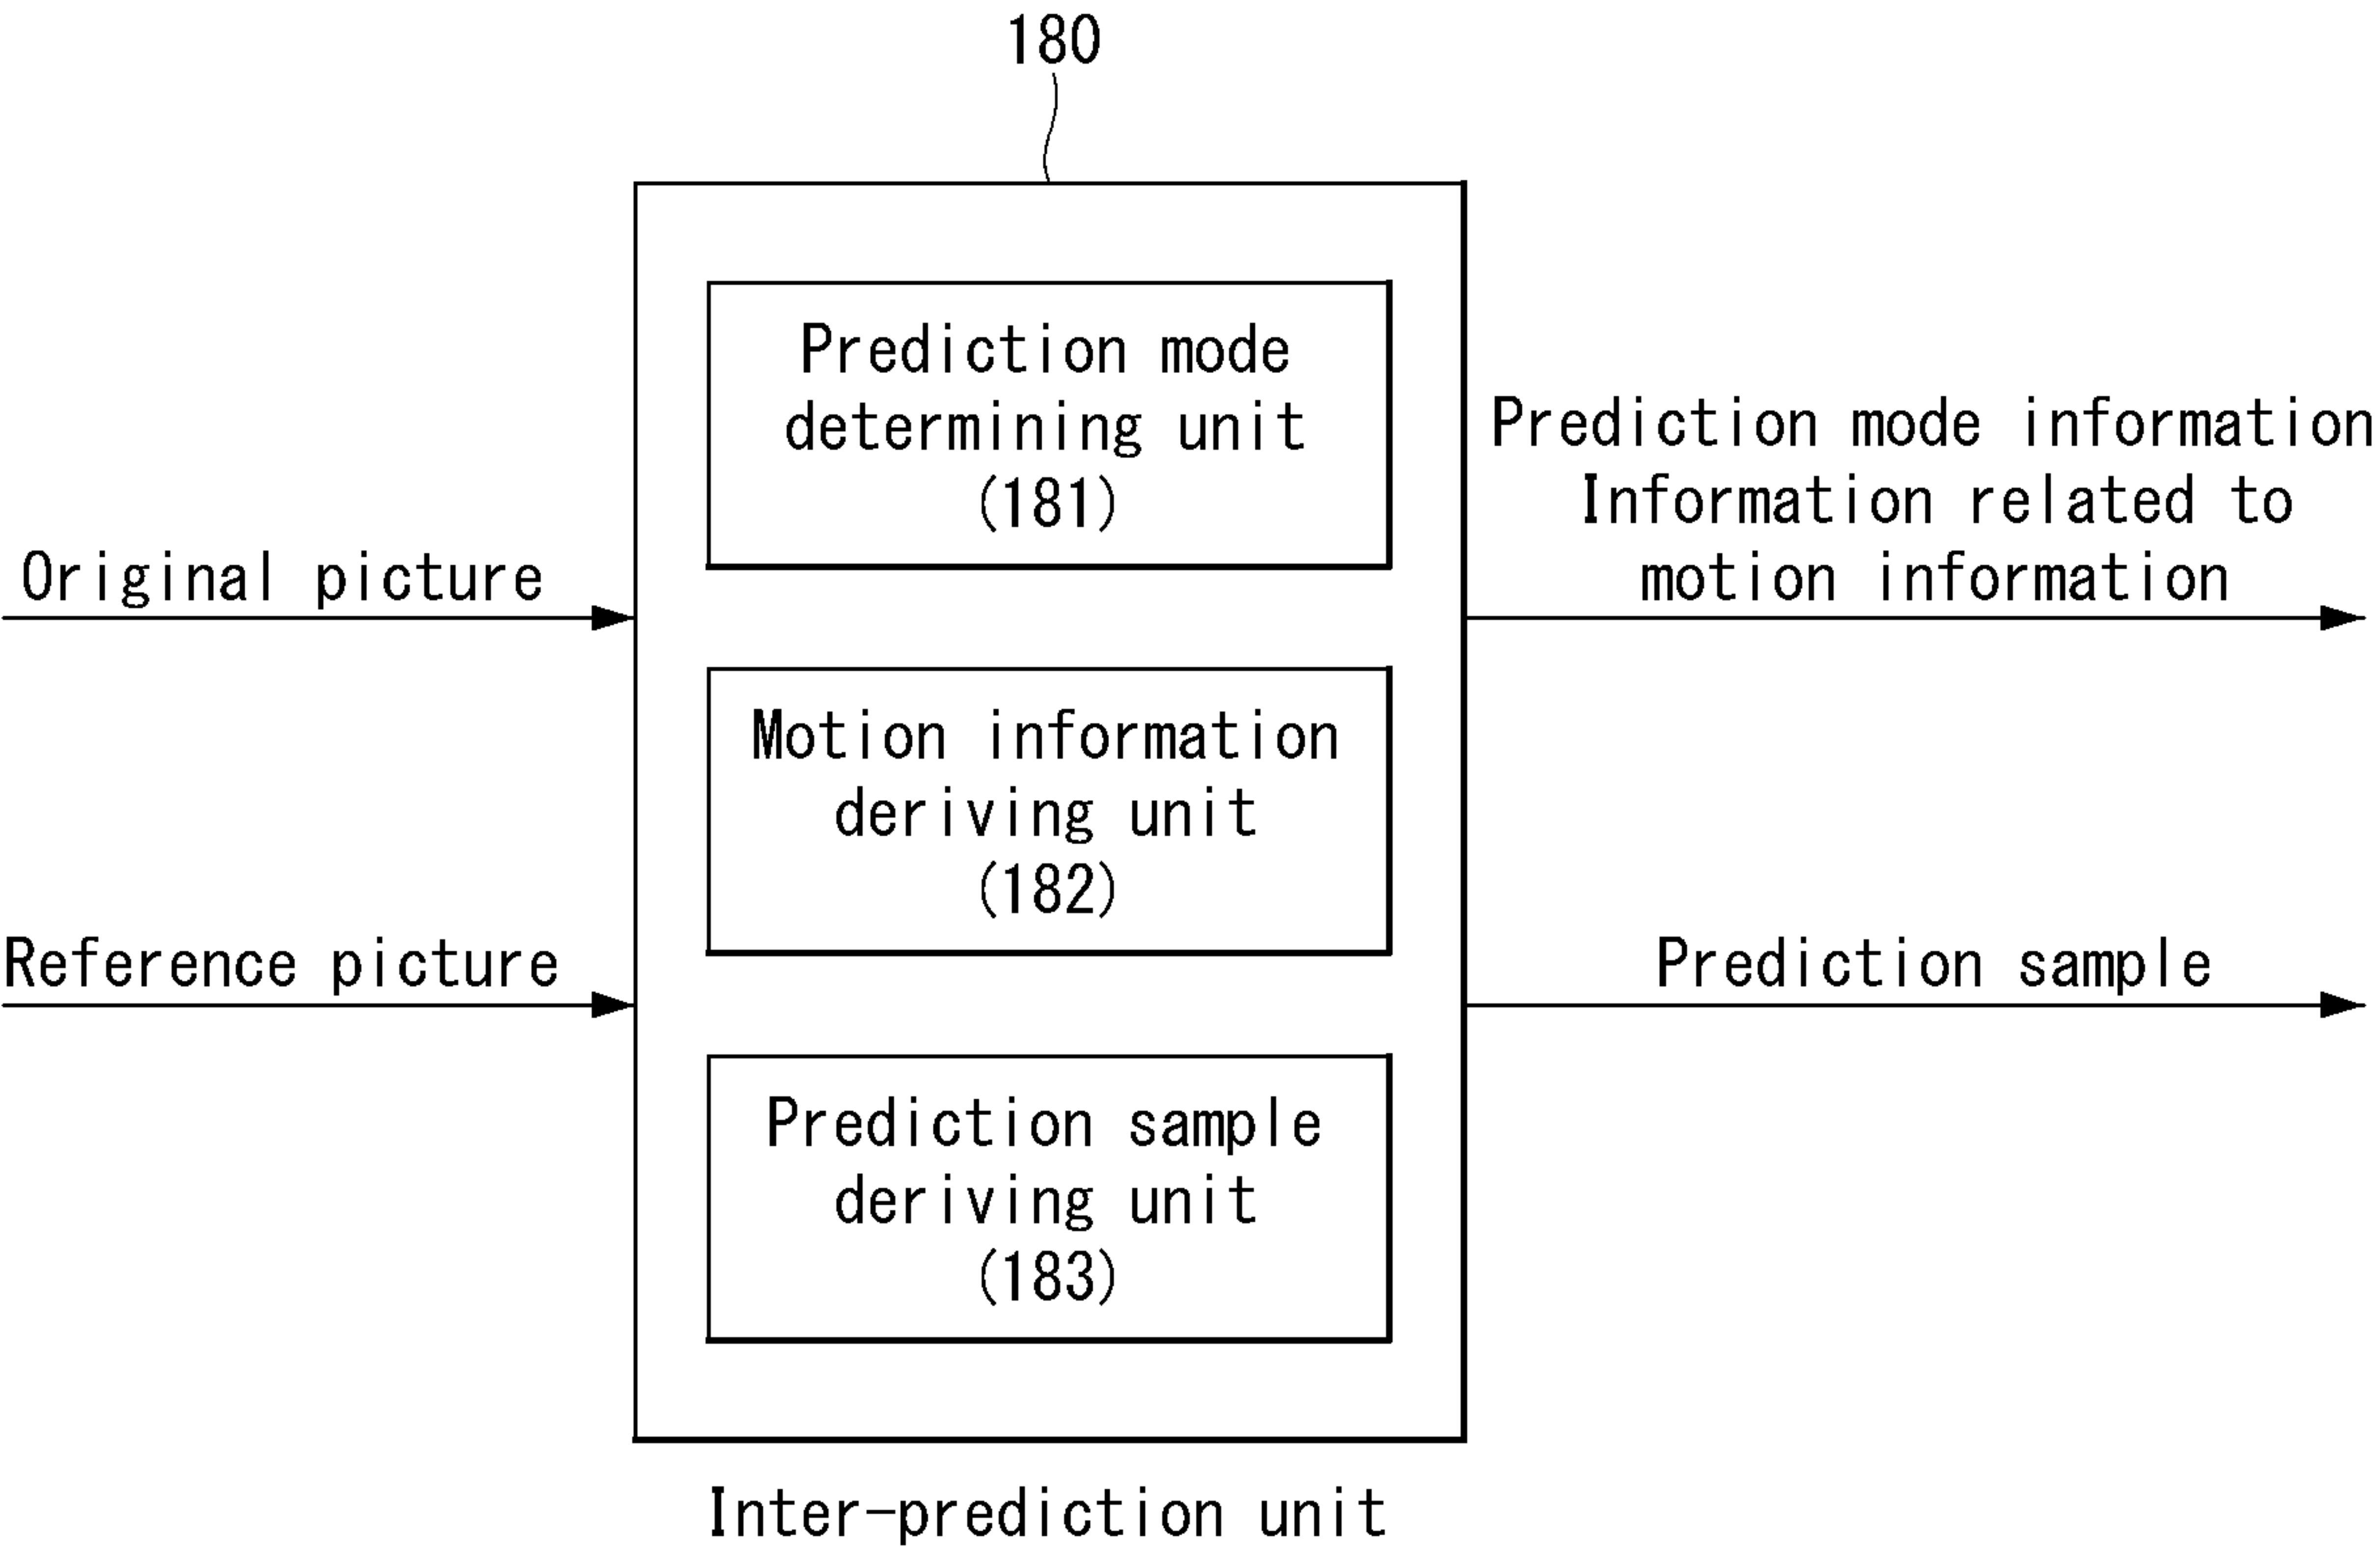 180
Prediction mode
determining unit
(181)
Original picture
Prediction mode information
Information related to
motion information
Motion information
deriving unit
(182)
Reference picture
Prediction sample
Prediction sample
deriving unit
(183)
Inter-prediction unit